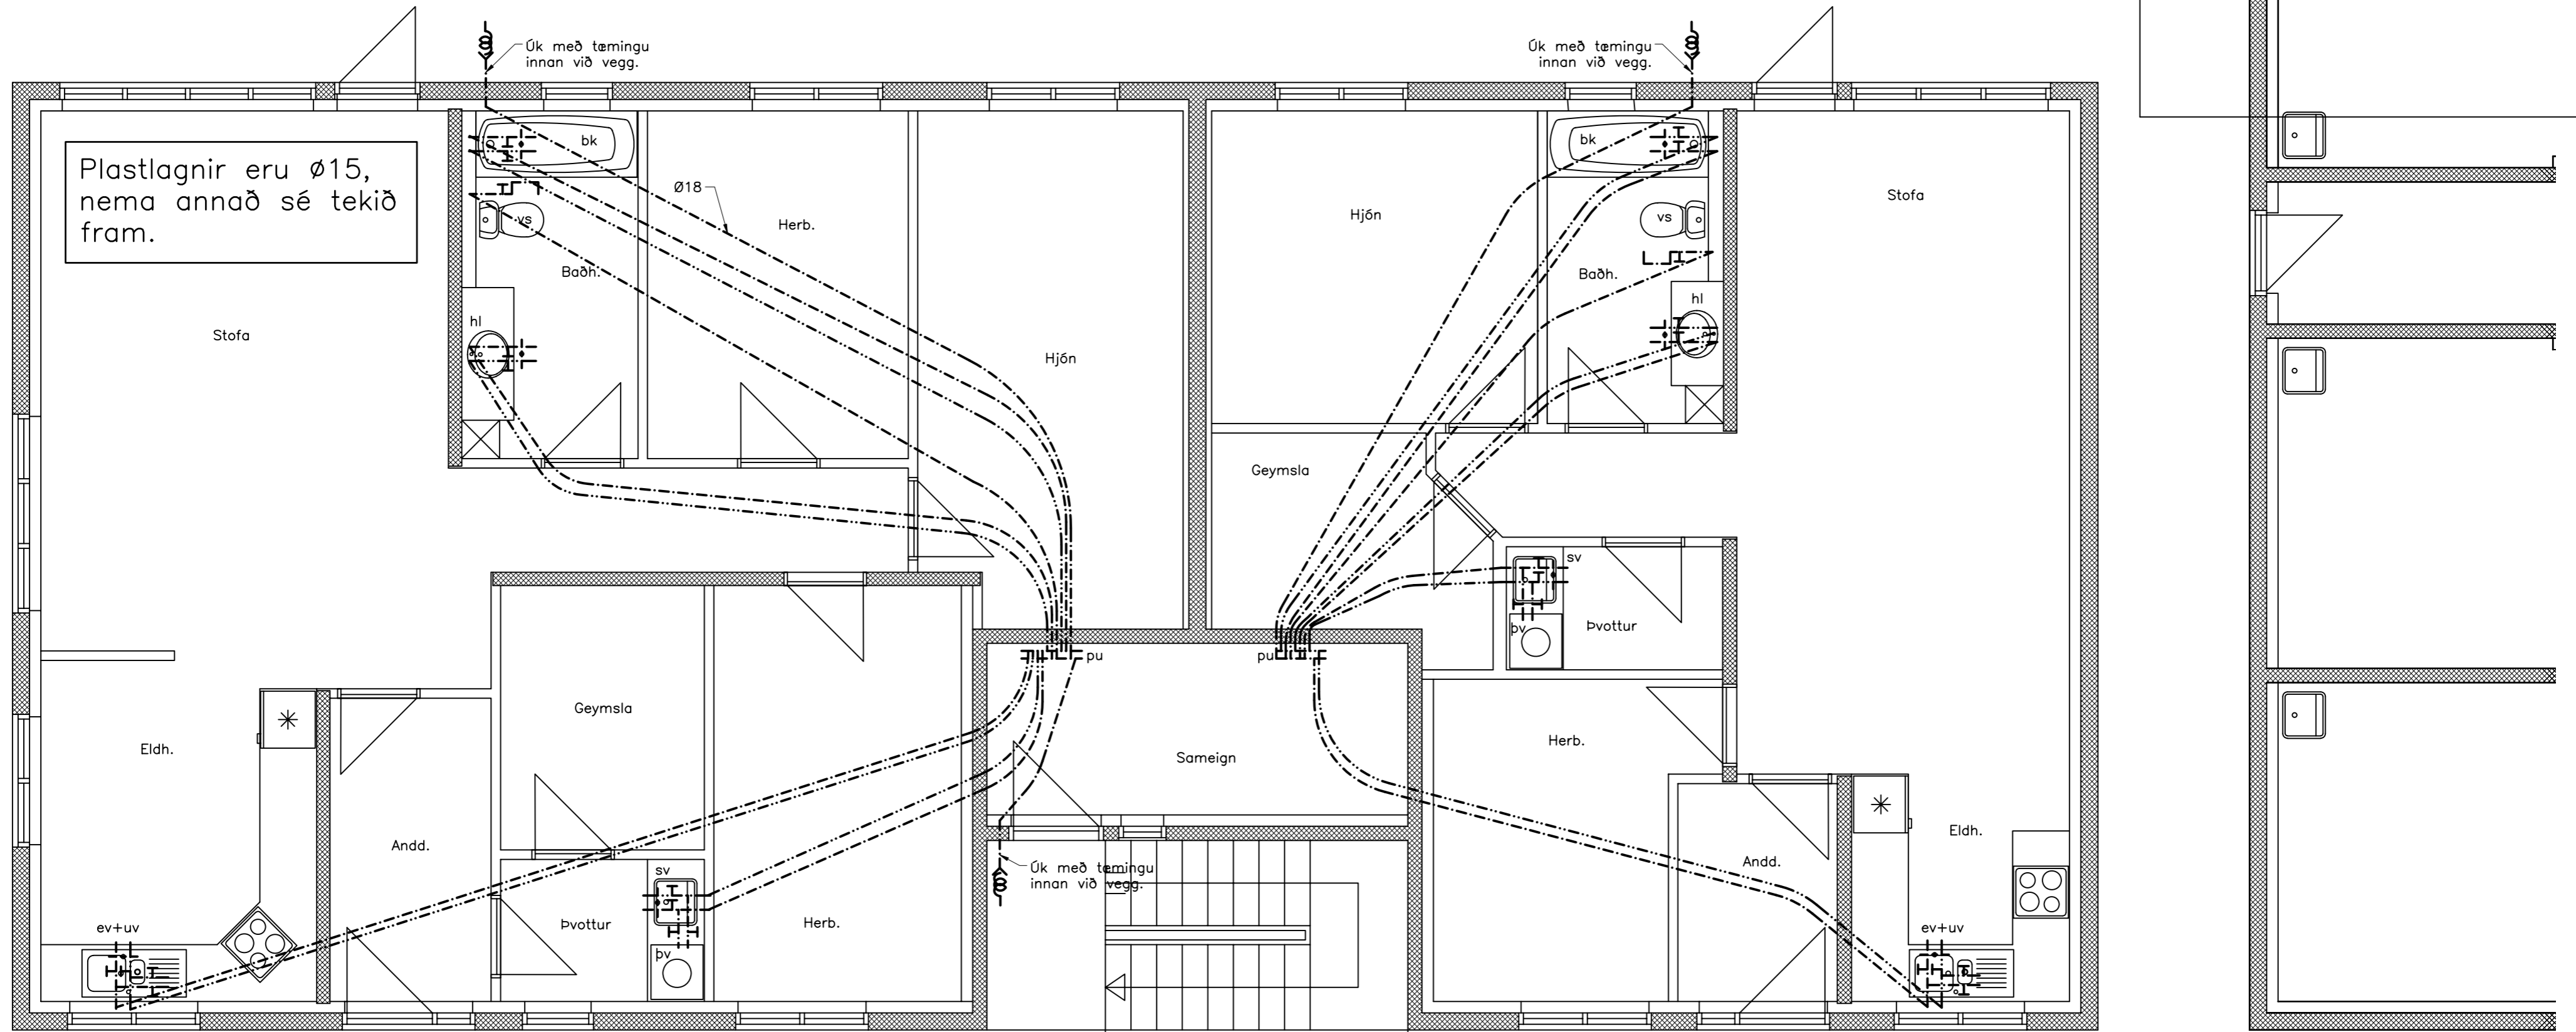 Úk með tæmingu
innan við vegg.
Úk með tæmingu
innan við vegg.
Plastlagnir eru ø15,
nema annað sé tekið
fram.
bk
Ø18
vs
Herb.
Baðh.
hl
Stofa
Hjón
bk
Hjón
vs
Stofa
Baðh.
hl
Geymsla
sv
þv
Þvottur
pu
pu
Geymsla
Eldh.
Sameign
Herb.
Andd.
Eldh.
Andd.
Úk með tæmingu
innan við vegg.
sv
Þvottur
Herb.
þv
ev+uv
ev+uv